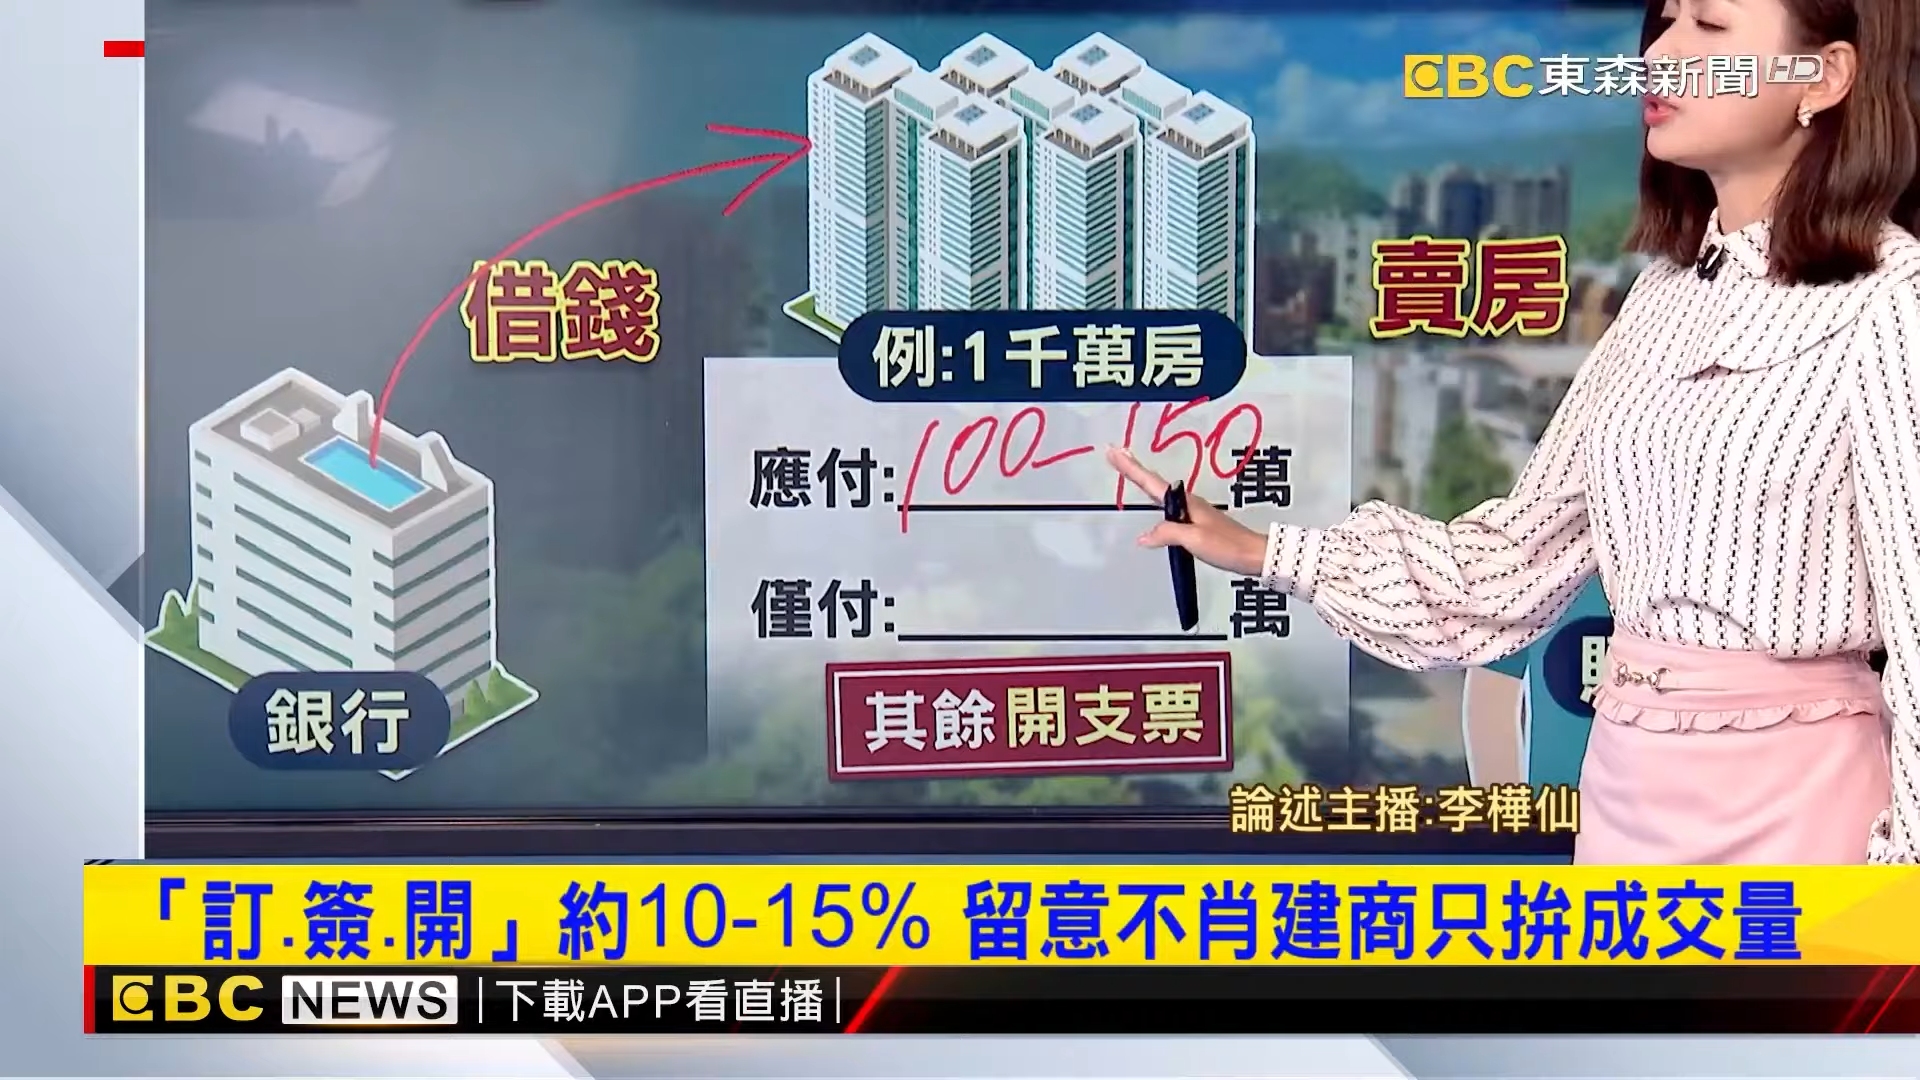 EBC東森新聞HD
借錢
賣房
例:1千萬房
應付:100-150萬
僅付:萬
其餘開支票
銀行
論述主播:李樺仙
「訂.簽.開」約10-15% 留意不肖建商只拚成交量
EBC NEWS 下載APP看直播